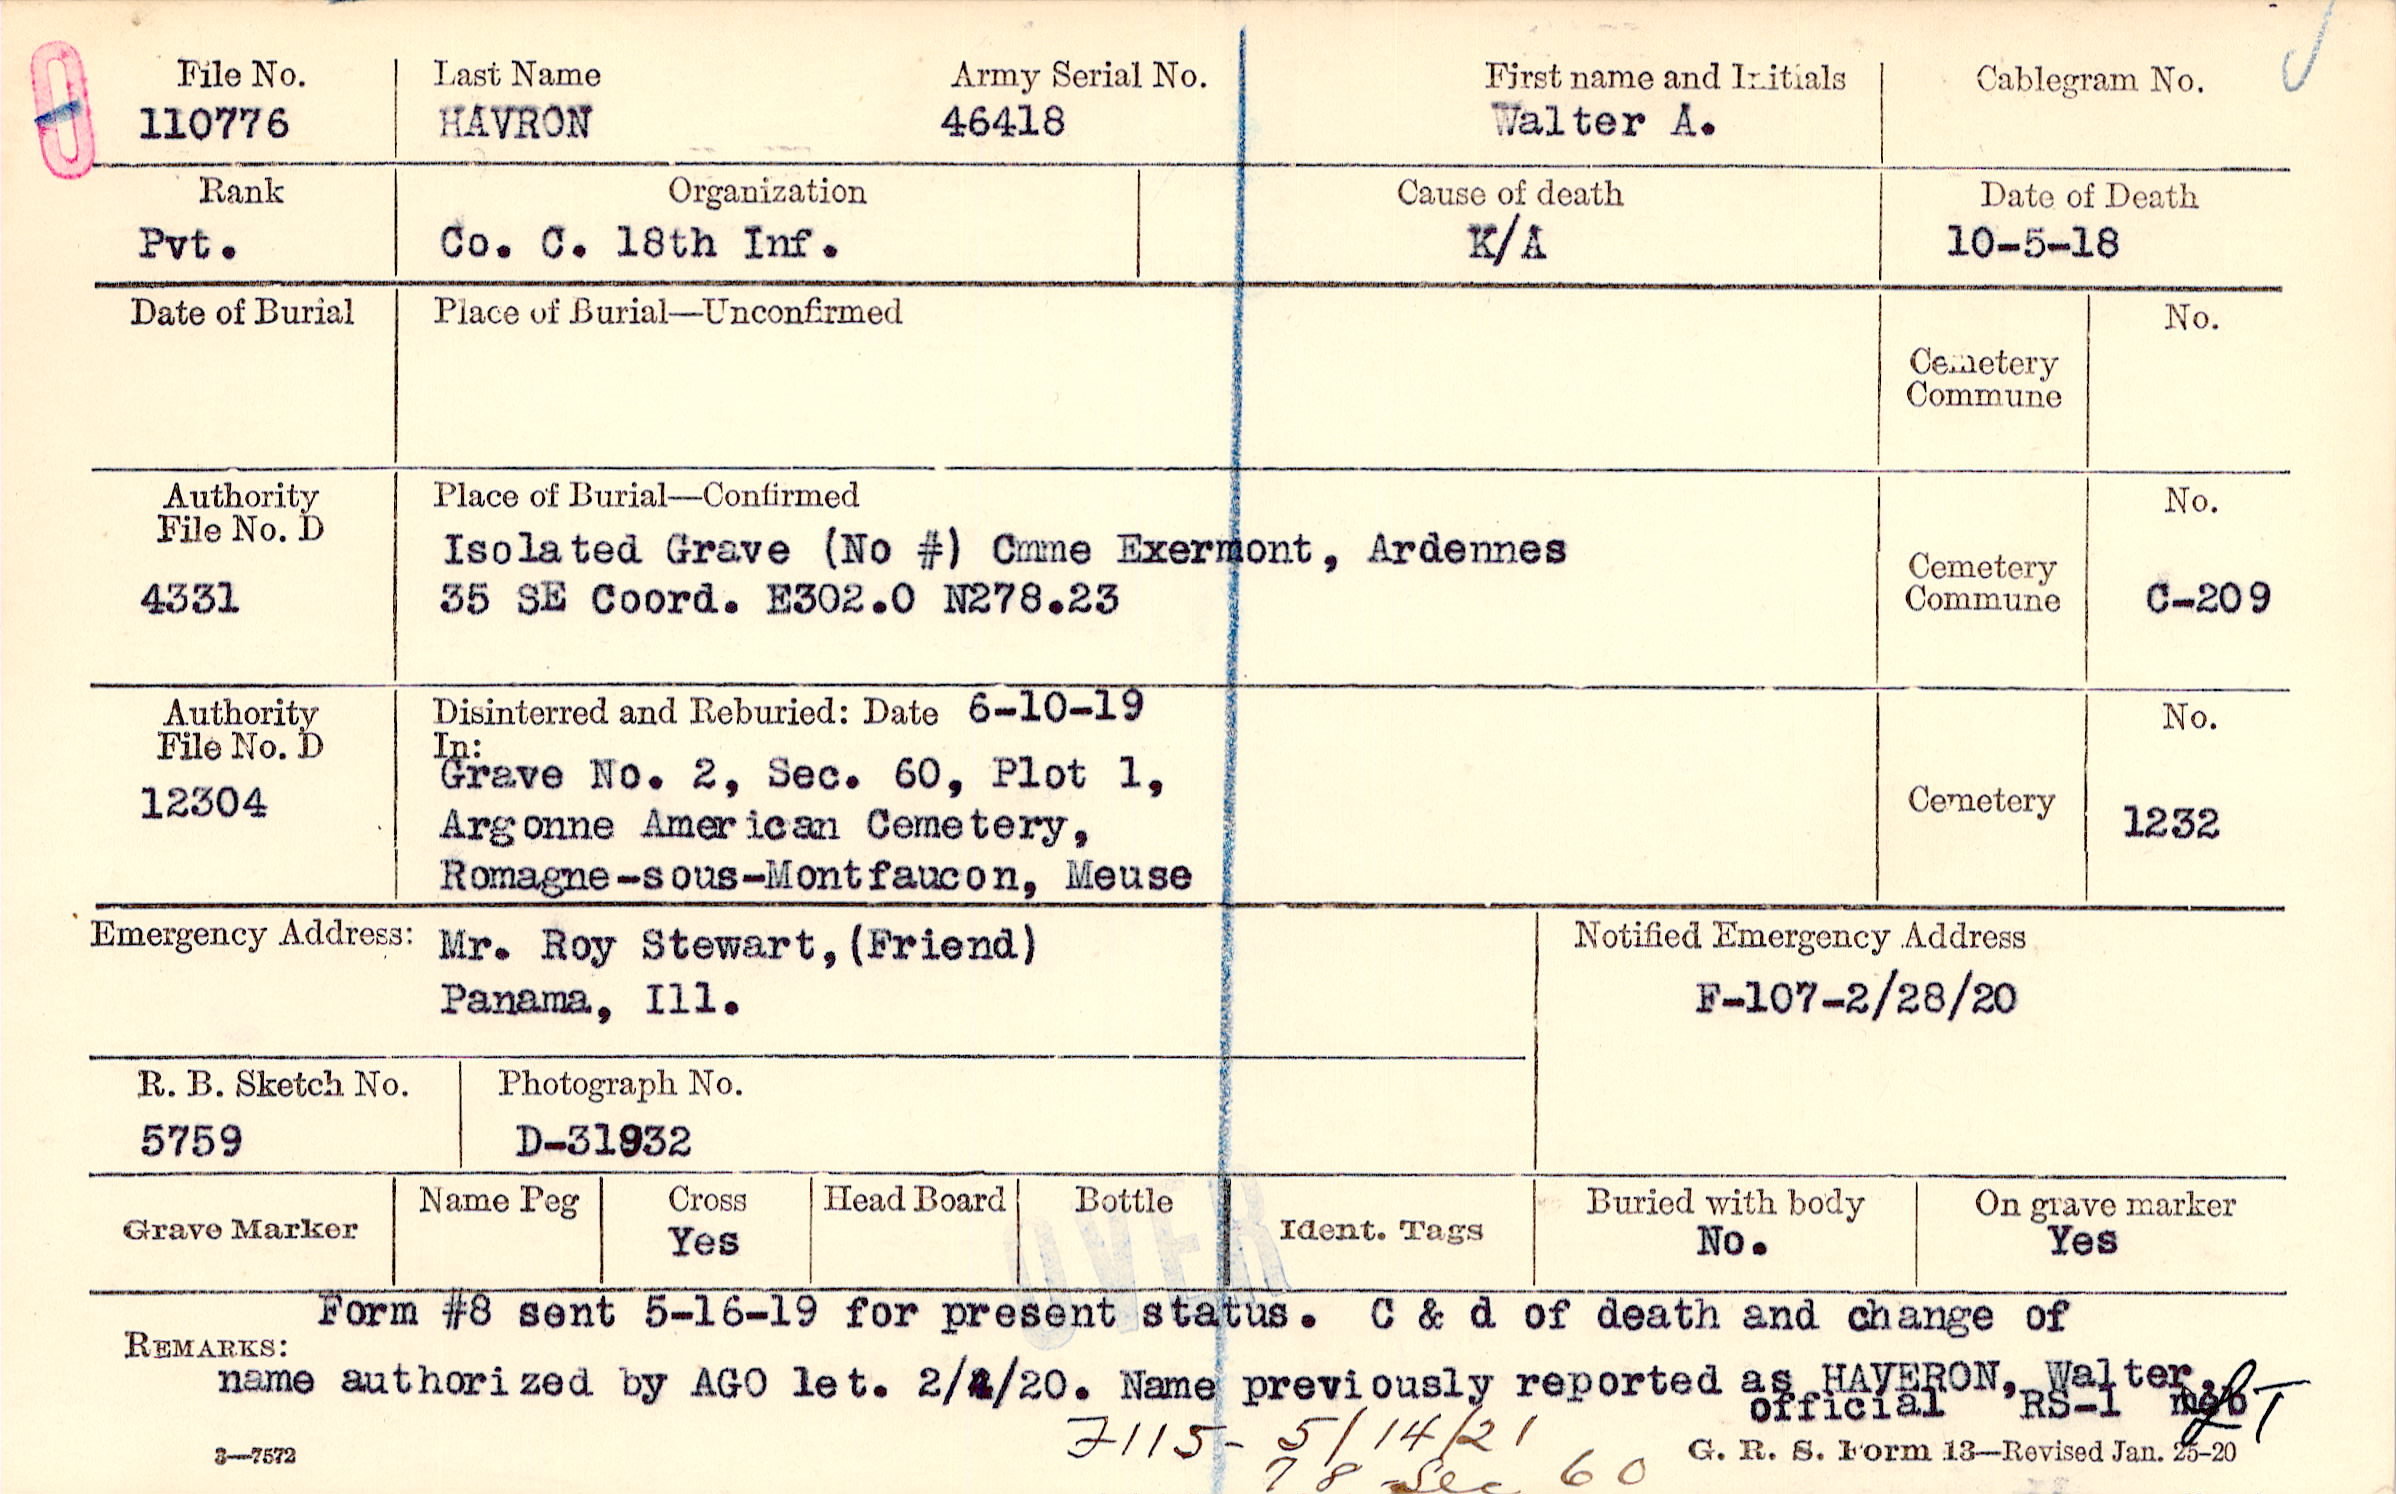 File No. Last Name Army Serial No. First name and Initials Cablegram No.
110776 HAVRON 46418 Walter A.
Rank Organization Cause of death Date of Death
Pvt. Co. C. 18th Inf. K/A 10-5-18
Date of Burial Place of Burial—Unconfirmed No.
Cemetery
Commune
Authority Place of Burial—Confirmed No.
File No. D
Isolated Grave (No #) Cmme Exermont, Ardennes
4331 35 SE Coord. E302.0 N278.23 Cemetery
Commune C-209
Authority Disinterred and Reburied: Date 6-10-19 No.
File No. D In:
Grave No. 2, Sec. 60, Plot 1,
12304 Argonne American Cemetery, Cemetery 1232
Romagne-sous-Montfaucon, Meuse
Emergency Address: Mr. Roy Stewart,(Friend) Notified Emergency Address
Panama, Ill. F-107-2/28/20
R. B. Sketch No. Photograph No.
5759 D-31932
Grave Marker Name Peg Cross Head Board Bottle Ident. Tags Buried with body On grave marker
Yes No. Yes
OVER
Form #8 sent 5-16-19 for present status. C & d of death and change of
REMARKS:
name authorized by AGO let. 2/4/20. Name previously reported as HAVERON, Walter,
official RS-1
7115- 5/14/21
3—7572 G. R. S. Form 13—Revised Jan. 25-20
78 Sec 60